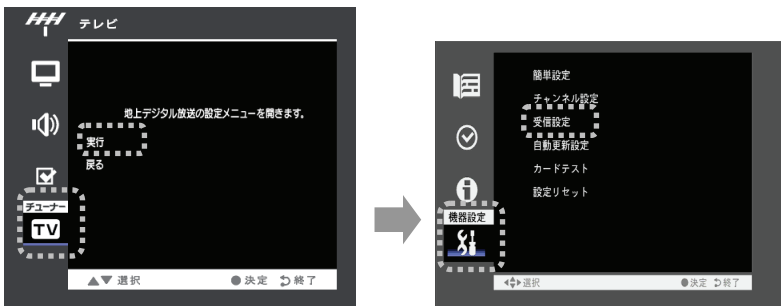 テレビ
地上デジタル放送の設定メニューを開きます。
実行
戻る
チューナー
TV
▲▼ 選択 ●決定 終了
簡単設定
チャンネル設定
受信設定
自動更新設定
カードテスト
設定リセット
機器設定
選択 ●決定 終了